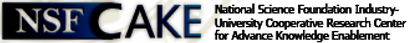 NSF CAKE
National Science Foundation Industry-
University Cooperative Research Center
for Advance Knowledge Enablement